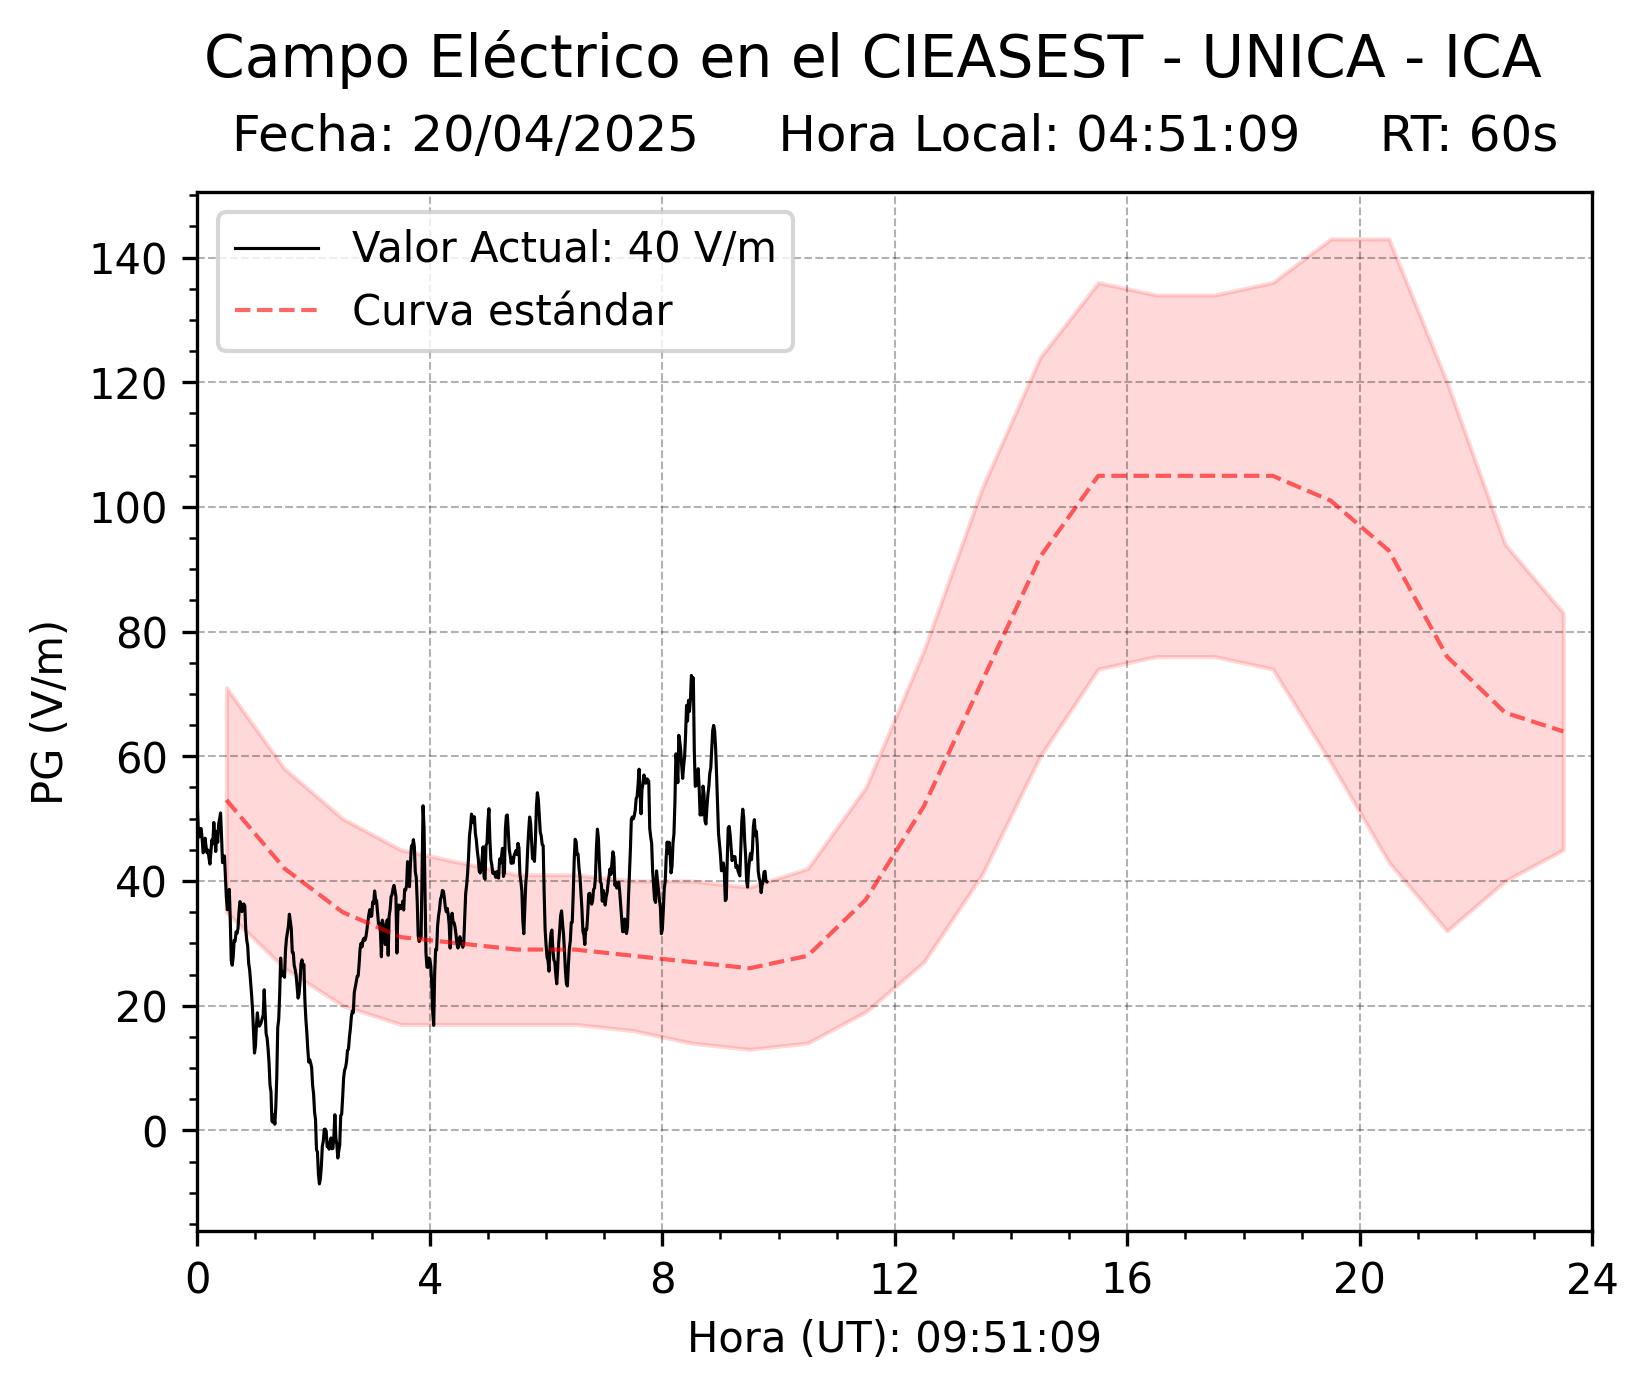 Campo Eléctrico en el CIEASEST - UNICA - ICA
Fecha: 20/04/2025 Hora Local: 04:51:09 RT: 60s
Valor Actual: 40 V/m
Curva estándar
140
120
100
80
60
40
20
0
PG (V/m)
0 4 8 12 16 20 24
Hora (UT): 09:51:09